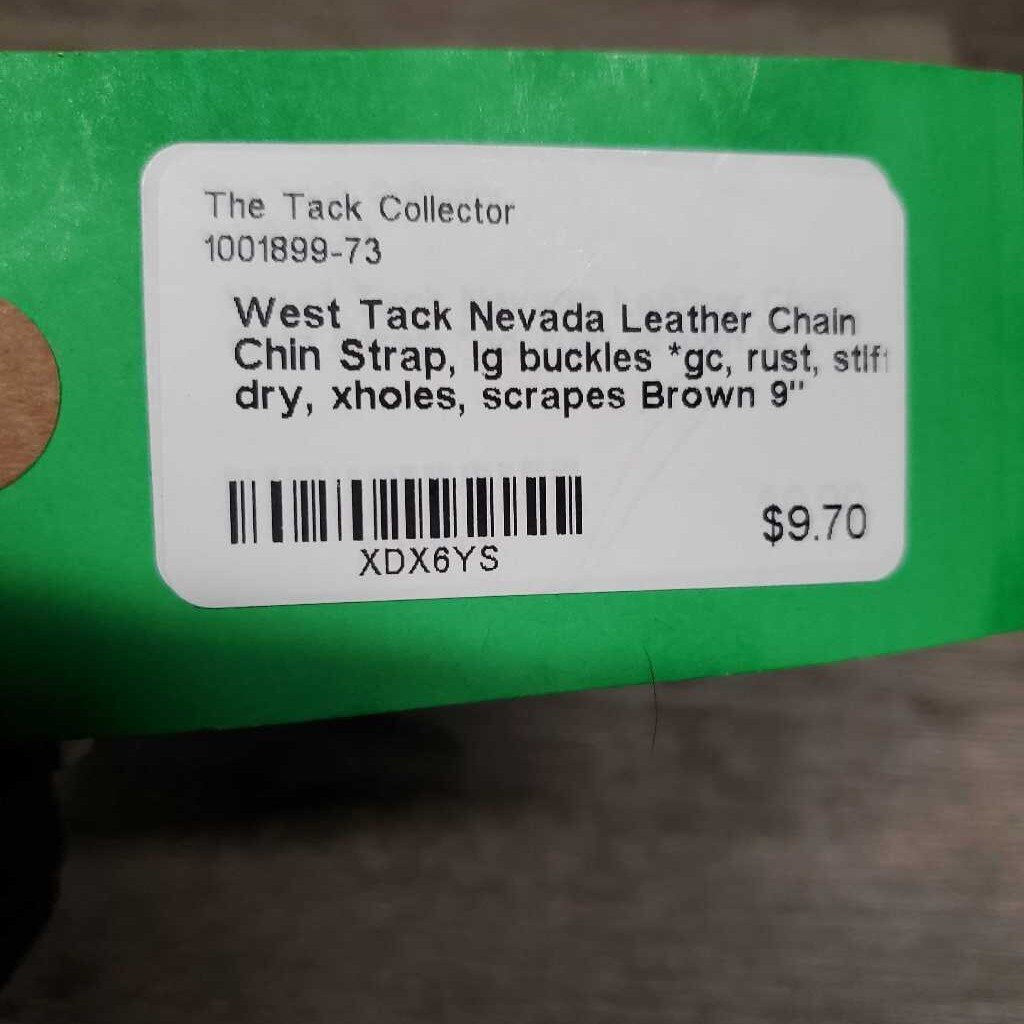 The Tack Collector
1001899-73
West Tack Nevada Leather Chain
Chin Strap, lg buckles *gc, rust,
dry, xholes, scrapes Brown 9"
XDX6YS
$9.70